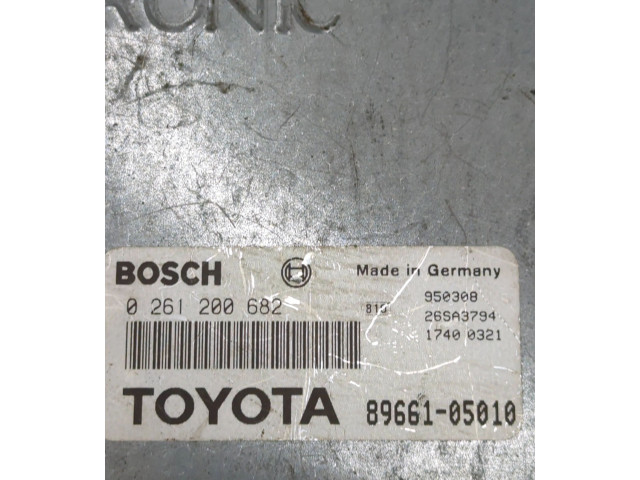 RONIC
BOSCH Made in Germany
0 261 200 682 950308
26SA3794
1740 0321
TOYOTA 89661-05010